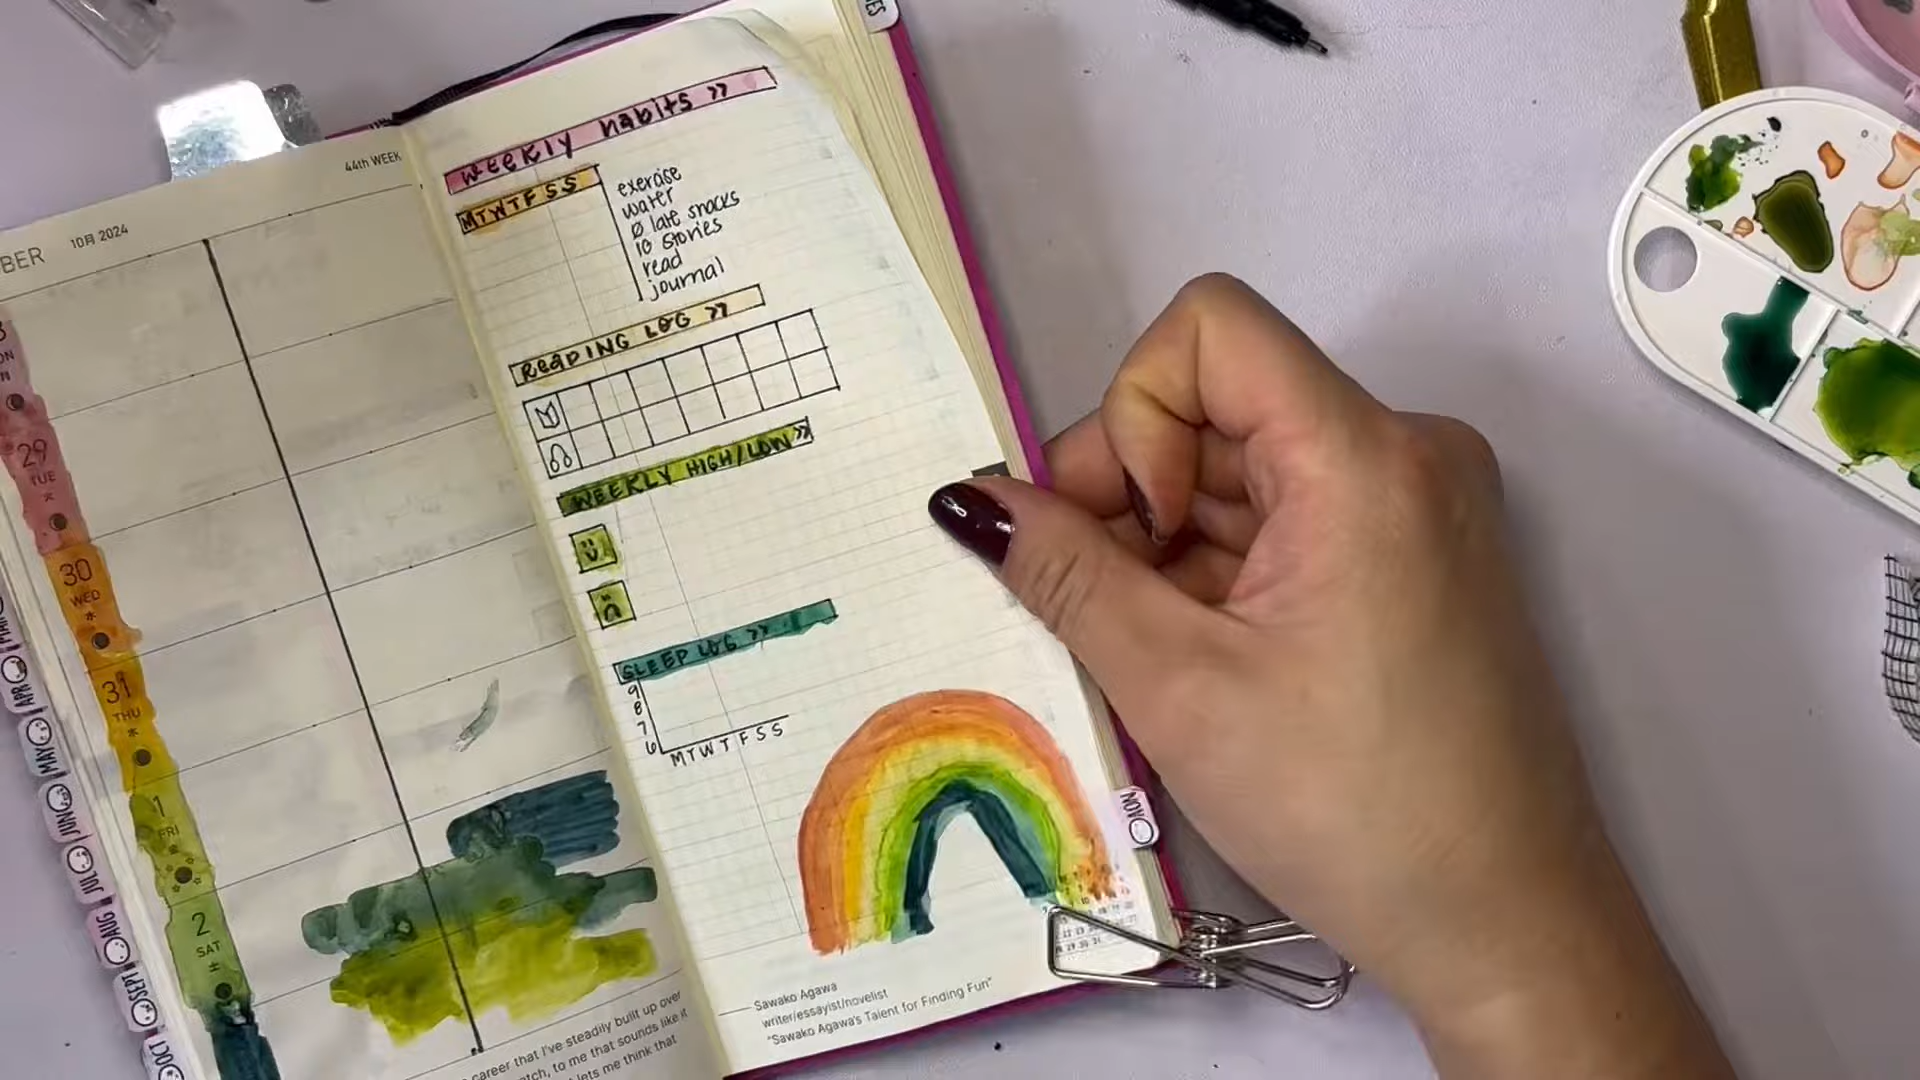 44th WEEK
BER 10月 2024
29
TUE
30
WED
31
THU
1
FRI
2
SAT
APR
MAY
JUN
JUL
AUG
SEPT
OCT
weekly habits >>
M T W T F S S
exercise
water
Ø late snacks
10 stories
read
journal
READING LOG >>
WEEKLY HIGH/LOW >>
SLEEP LOG >>
9
8
7
6
M T W T F S S
NOV
career that I've steadily built up over
to me that sounds like it
lets me think that
Sawako Agawa
writer/essayist/novelist
"Sawako Agawa's Talent for Finding Fun"